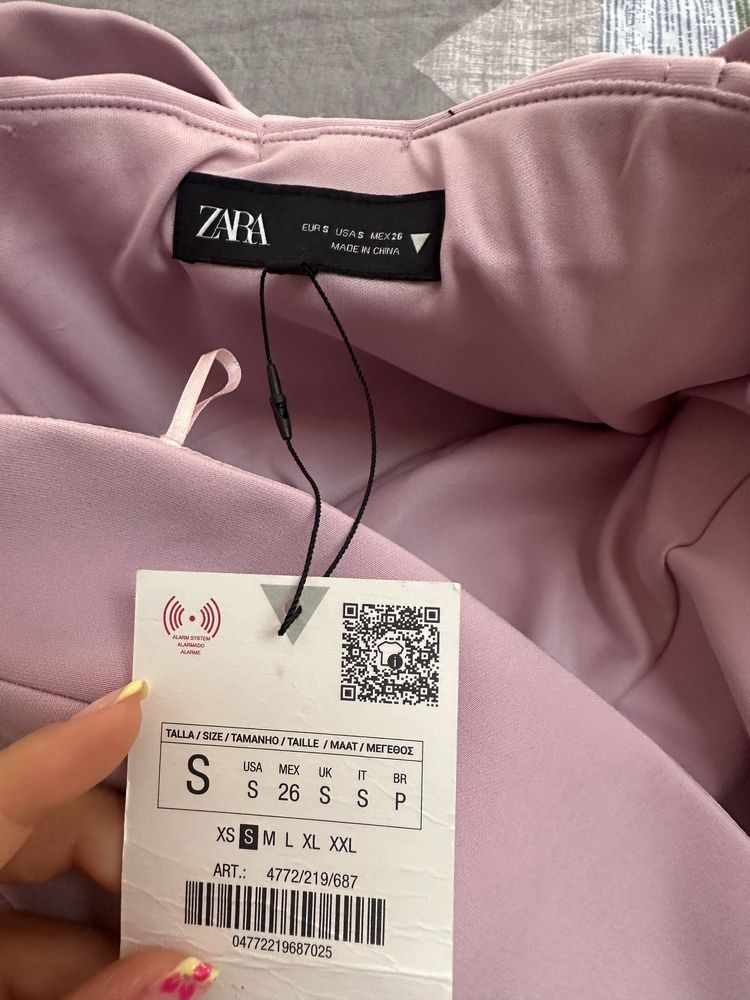 ZARA
EUR S USA S MEX 26
MADE IN CHINA
ALARM SYSTEM
ALARMADO
ALARME
TALLA / SIZE / TAMANHO / TAILLE / MAAT / ΜΕΓΕΘΟΣ
S
USA MEX UK IT BR
S 26 S S P
XS S M L XL XXL
ART.: 4772/219/687
04772219687025